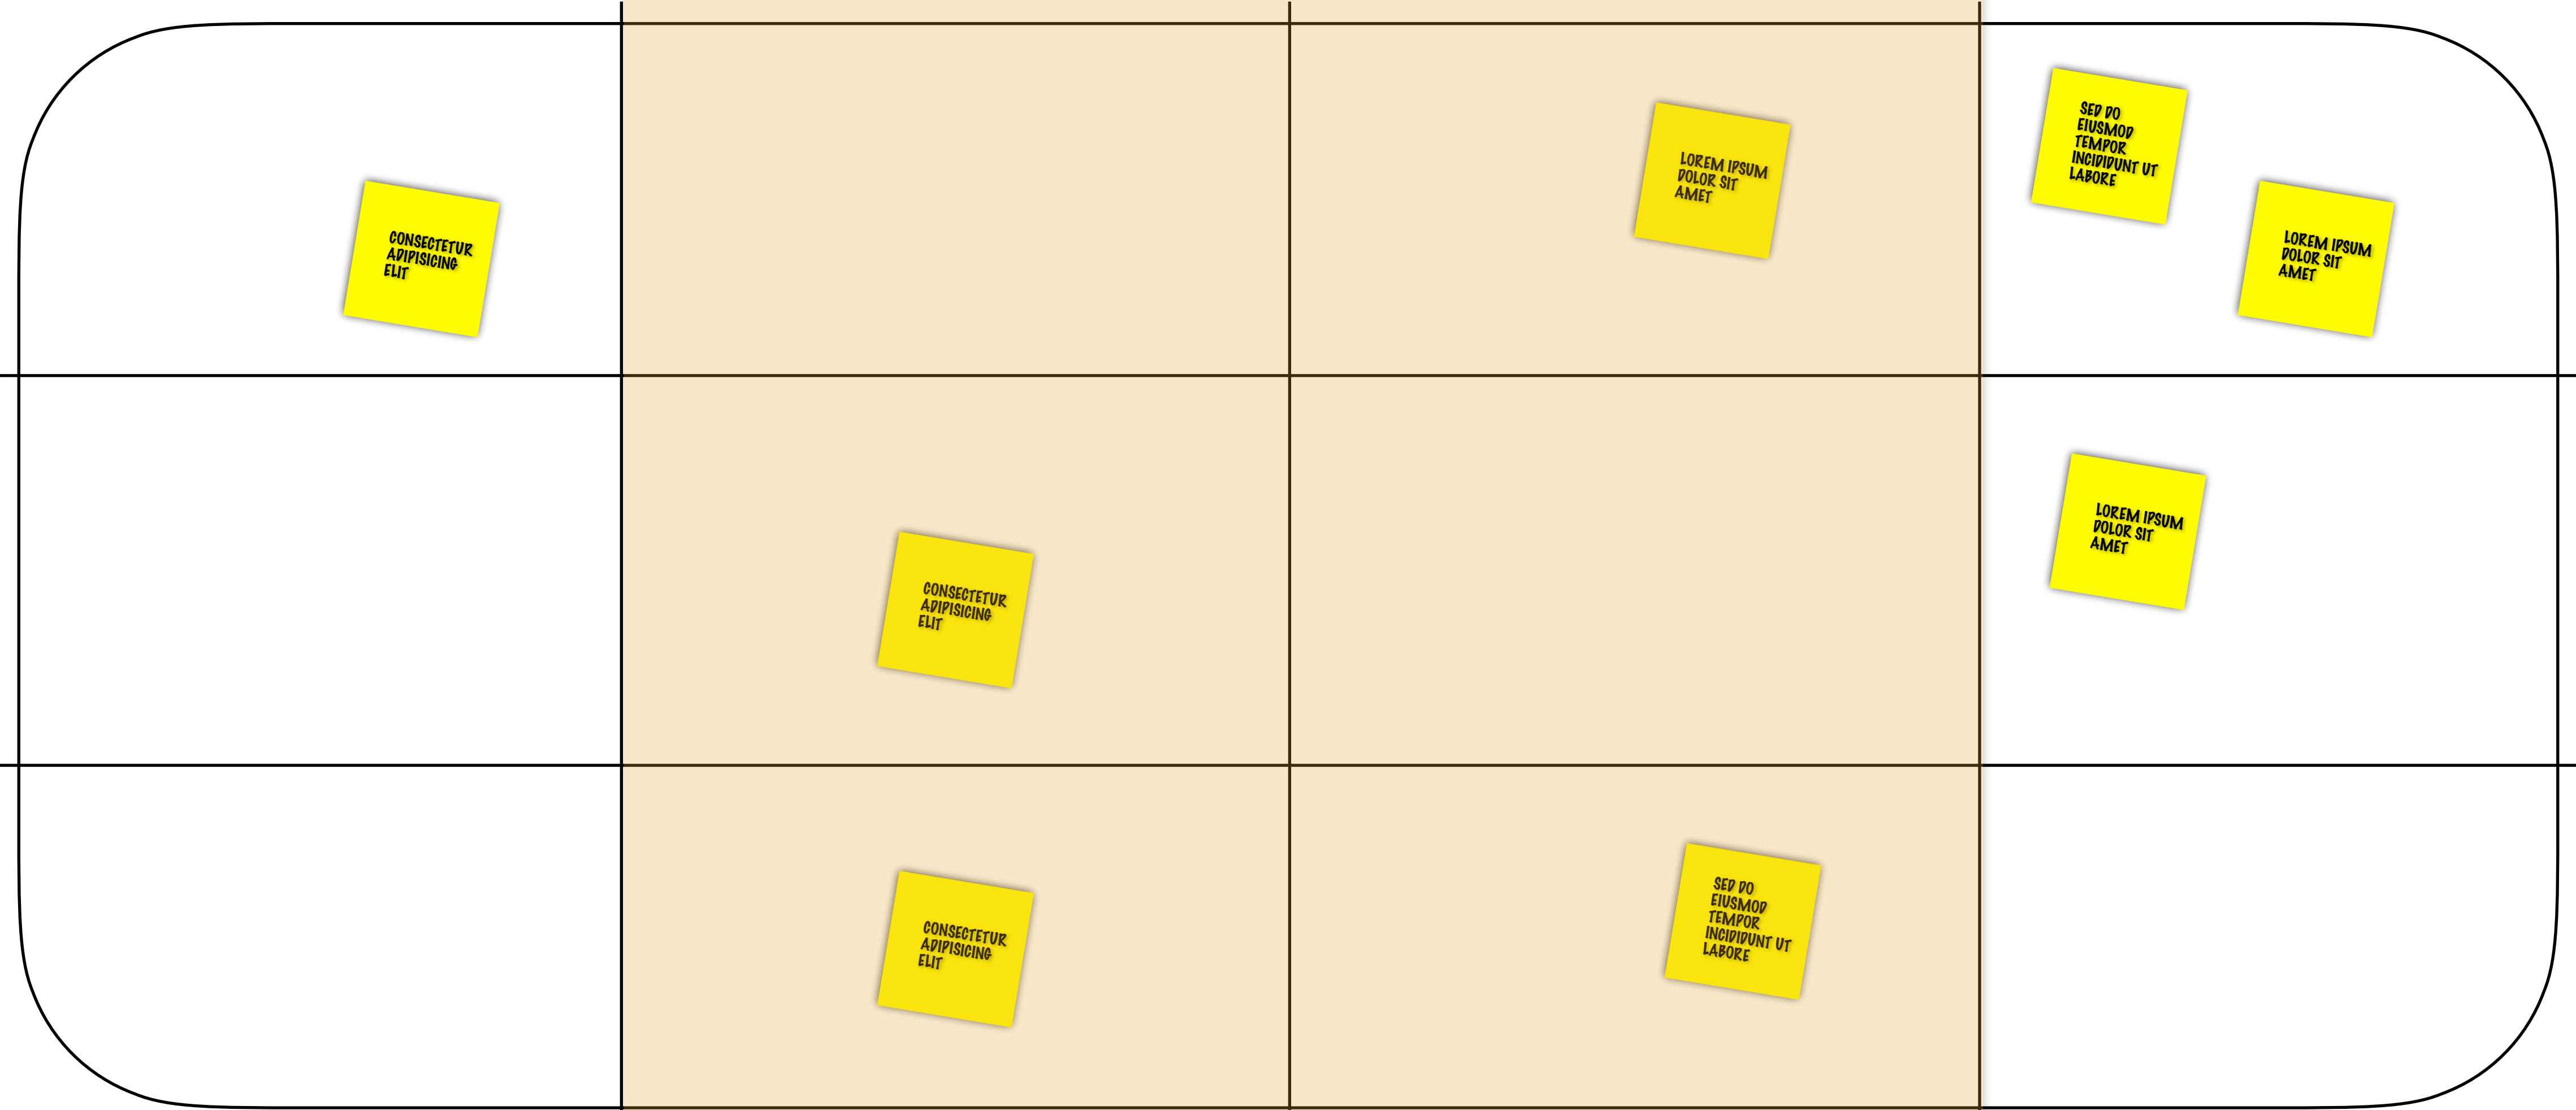 CONSECTETUR
ADIPISICING
ELIT
LOREM IPSUM
DOLOR SIT
AMET
SED DO
EIUSMOD
TEMPOR
INCIDIDUNT UT
LABORE
LOREM IPSUM
DOLOR SIT
AMET
CONSECTETUR
ADIPISICING
ELIT
LOREM IPSUM
DOLOR SIT
AMET
CONSECTETUR
ADIPISICING
ELIT
SED DO
EIUSMOD
TEMPOR
INCIDIDUNT UT
LABORE